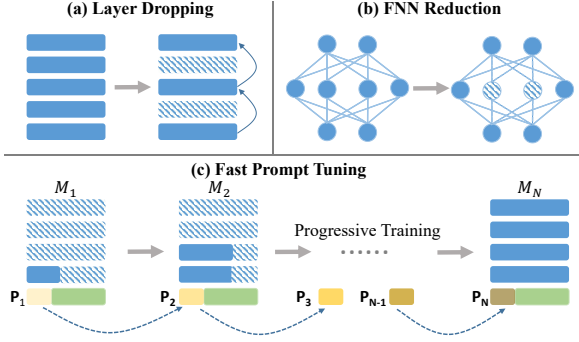 (a) Layer Dropping
(b) FNN Reduction
(c) Fast Prompt Tuning
M1
M2
MN
Progressive Training
......
P1
P2
P3
PN-1
PN